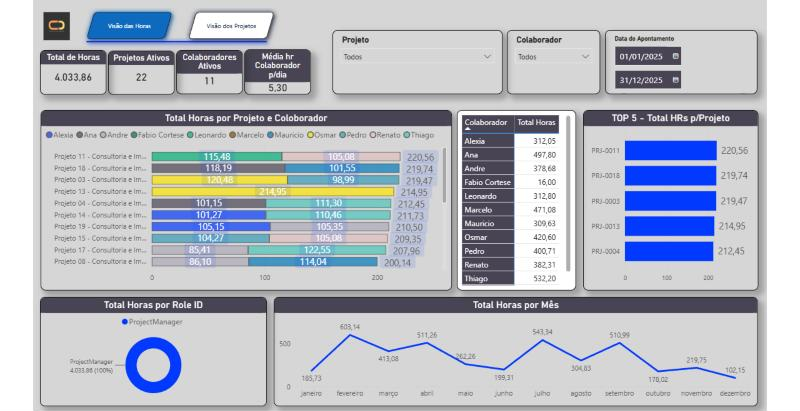 Visão das Horas
Visão dos Projetos
Total de Horas
4.033,86
Projetos Ativos
22
Colaboradores
Ativos
11
Média hr
Colaborador
p/dia
5,30
Projeto
Todos
Colaborador
Todos
Data do Apontamento
01/01/2025
31/12/2025
Total Horas por Projeto e Coloborador
Alexia Ana Andre Fabio Cortese Leonardo Marcelo Mauricio Osmar Pedro Renato Thiago
Projeto 11 - Consultoria e Im... 115,48 105,08 220,56
Projeto 18 - Consultoria e Im... 118,19 101,55 219,74
Projeto 03 - Consultoria e Im... 120,48 98,99 219,47
Projeto 13 - Consultoria e Im... 214,95 214,95
Projeto 04 - Consultoria e Im... 101,15 111,30 212,45
Projeto 14 - Consultoria e Im... 101,27 110,46 211,73
Projeto 19 - Consultoria e Im... 105,15 105,35 210,50
Projeto 15 - Consultoria e Im... 104,27 105,08 209,35
Projeto 17 - Consultoria e Im... 85,41 122,55 207,96
Projeto 08 - Consultoria e Im... 86,10 114,04 200,14
0 100 200
Colaborador Total Horas
Alexia 312,05
Ana 497,80
Andre 378,68
Fabio Cortese 16,00
Leonardo 312,80
Marcelo 471,08
Mauricio 309,63
Osmar 420,60
Pedro 400,71
Renato 382,31
Thiago 532,20
TOP 5 - Total HRs p/Projeto
PRJ-0011 220,56
PRJ-0018 219,74
PRJ-0003 219,47
PRJ-0013 214,95
PRJ-0004 212,45
0 100 200
Total Horas por Role ID
ProjectManager
ProjectManager
4.033,86 (100%)
Total Horas por Mês
500
0
185,73 603,14 413,08 511,26 262,26 199,31 543,34 304,83 510,99 178,02 219,75 102,15
janeiro fevereiro março abril maio junho julho agosto setembro outubro novembro dezembro